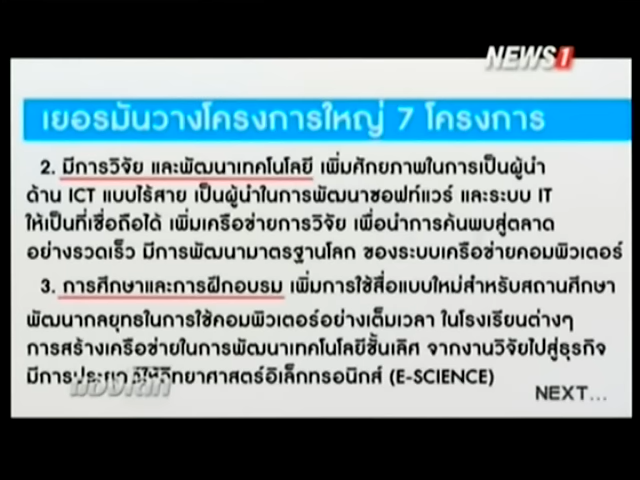 NEWS1
เยอรมันวางโครงการใหญ่ 7 โครงการ
2. มีการวิจัย และพัฒนาเทคโนโลยี เพิ่มศักยภาพในการเป็นผู้นำ
ด้าน ICT แบบไร้สาย เป็นผู้นำในการพัฒนาซอฟท์แวร์ และระบบ IT
ให้เป็นที่เชื่อถือได้ เพิ่มเครือข่ายการวิจัย เพื่อนำการค้นพบสู่ตลาด
อย่างรวดเร็ว มีการพัฒนามาตรฐานโลก ของระบบเครือข่ายคอมพิวเตอร์
3. การศึกษาและการฝึกอบรม เพิ่มการใช้สื่อแบบใหม่สำหรับสถานศึกษา
พัฒนากลยุทธในการใช้คอมพิวเตอร์อย่างเต็มเวลา ในโรงเรียนต่างๆ
การสร้างเครือข่ายในการพัฒนาเทคโนโลยีชั้นเลิศ จากงานวิจัยไปสู่ธุรกิจ
มีการประยุกต์ใช้วิทยาศาสตร์อิเล็กทรอนิกส์ (E-SCIENCE)
NEXT...